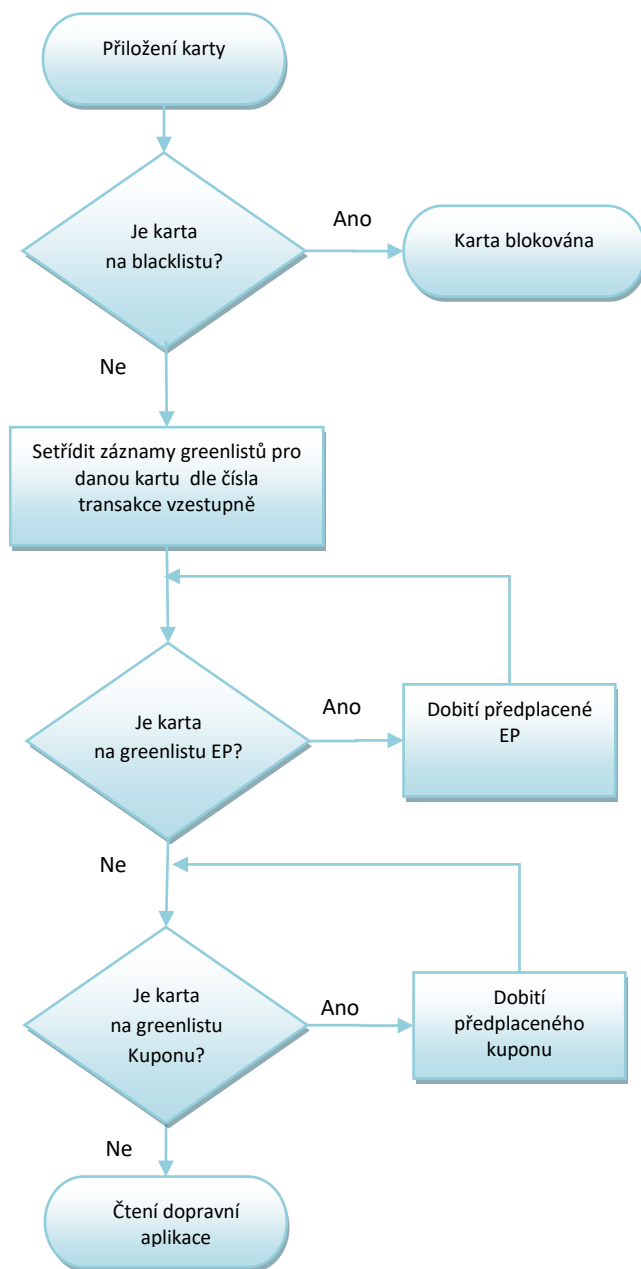 Přiložení karty
Je karta
na blacklistu?
Ano
Karta blokována
Ne
Setřídit záznamy greenlistů pro
danou kartu dle čísla
transakce vzestupně
Je karta
na greenlistu EP?
Ano
Dobití předplacené
EP
Ne
Je karta
na greenlistu
Kuponu?
Ano
Dobití
předplaceného
kuponu
Ne
Čtení dopravní
aplikace